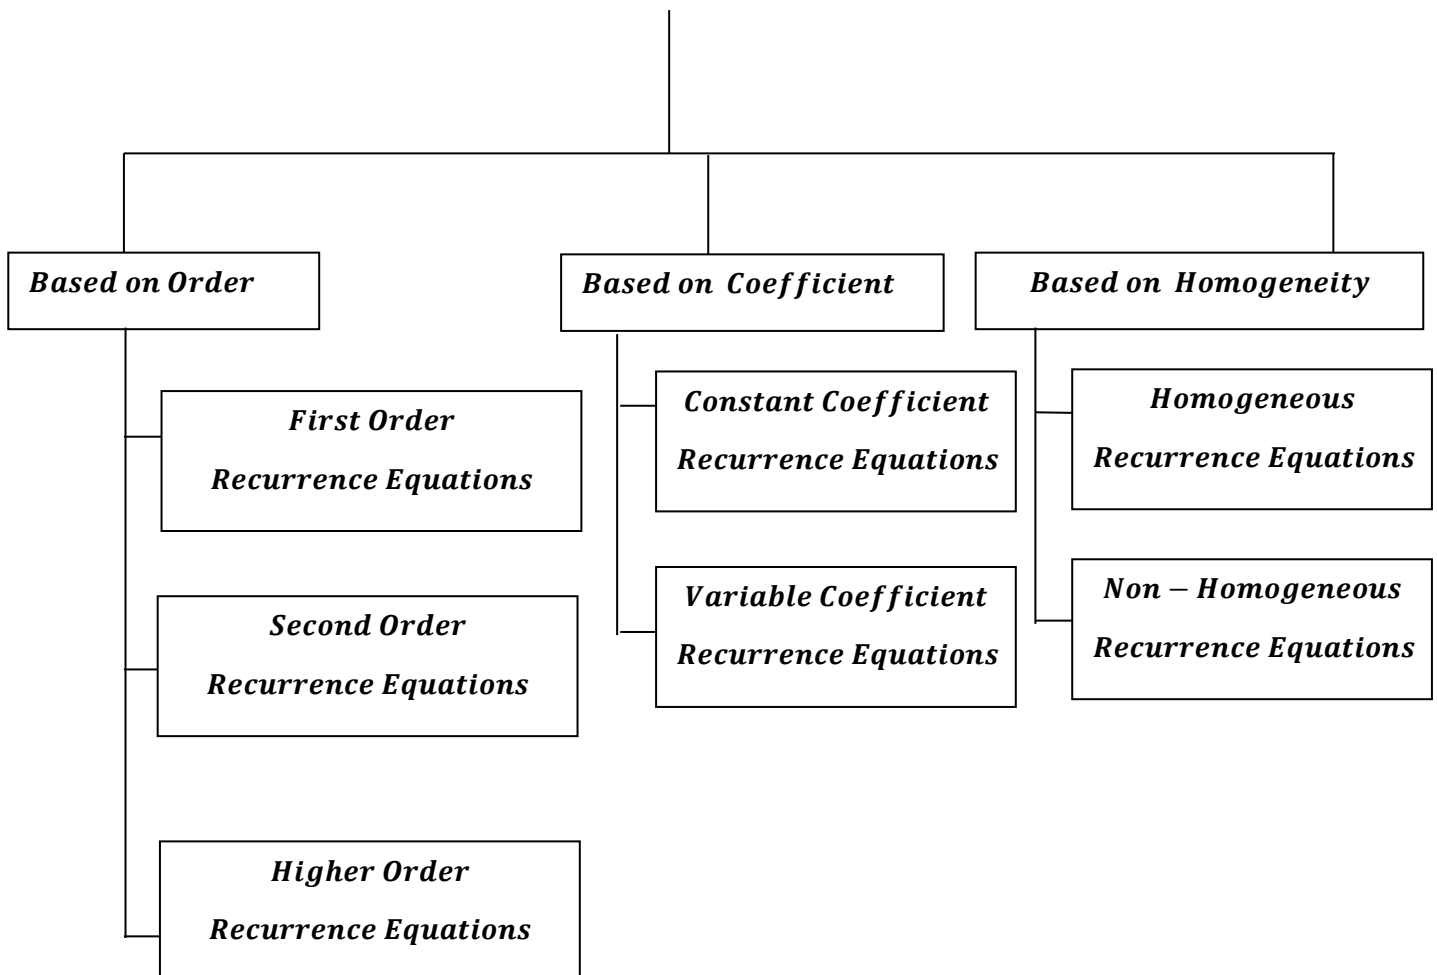 Based on Order
First Order
Recurrence Equations
Second Order
Recurrence Equations
Higher Order
Recurrence Equations
Based on Coefficient
Constant Coefficient
Recurrence Equations
Variable Coefficient
Recurrence Equations
Based on Homogeneity
Homogeneous
Recurrence Equations
Non − Homogeneous
Recurrence Equations